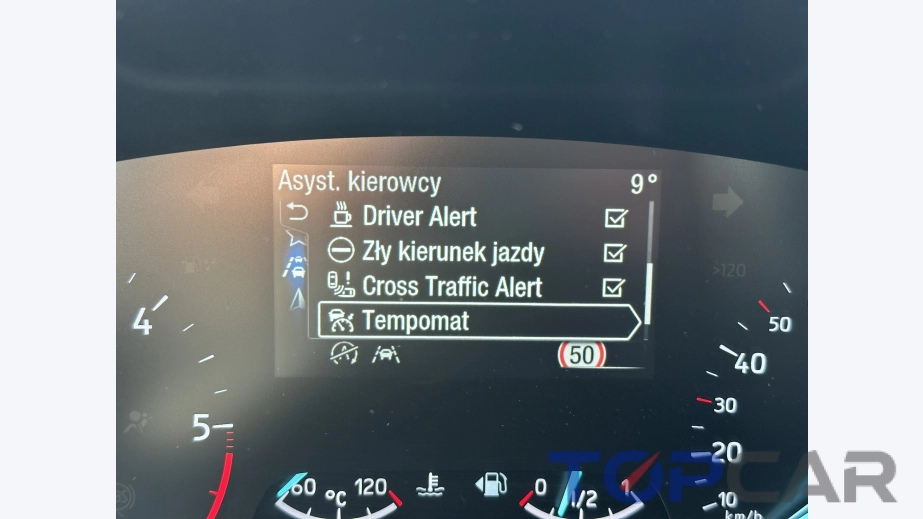 Asyst. kierowcy 9°
Driver Alert
Zły kierunek jazdy
Cross Traffic Alert
Tempomat
50
>120
4
5
50
40
30
20
10
km/h
60 °C 120
0 1/2 1
TOPCAR